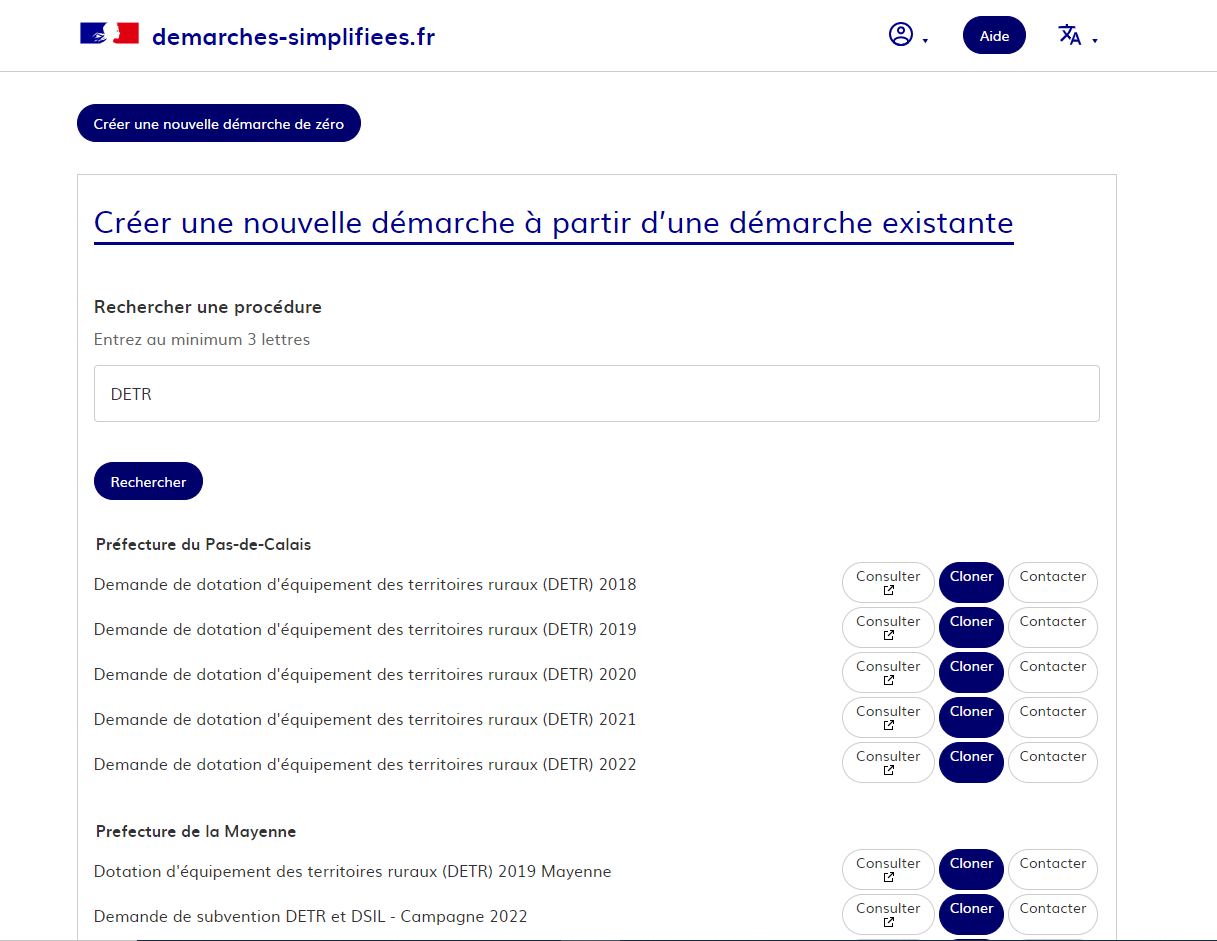 demarches-simplifiees.fr
Aide
Créer une nouvelle démarche de zéro
Créer une nouvelle démarche à partir d’une démarche existante
Rechercher une procédure
Entrez au minimum 3 lettres
DETR
Rechercher
Préfecture du Pas-de-Calais
Demande de dotation d'équipement des territoires ruraux (DETR) 2018 Consulter Cloner Contacter
Demande de dotation d'équipement des territoires ruraux (DETR) 2019 Consulter Cloner Contacter
Demande de dotation d'équipement des territoires ruraux (DETR) 2020 Consulter Cloner Contacter
Demande de dotation d'équipement des territoires ruraux (DETR) 2021 Consulter Cloner Contacter
Demande de dotation d'équipement des territoires ruraux (DETR) 2022 Consulter Cloner Contacter
Prefecture de la Mayenne
Dotation d'équipement des territoires ruraux (DETR) 2019 Mayenne Consulter Cloner Contacter
Demande de subvention DETR et DSIL - Campagne 2022 Consulter Cloner Contacter